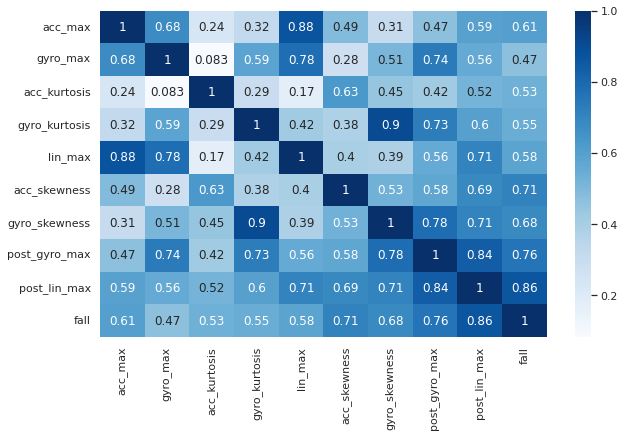 acc_max 1 0.68 0.24 0.32 0.88 0.49 0.31 0.47 0.59 0.61
gyro_max 0.68 1 0.083 0.59 0.78 0.28 0.51 0.74 0.56 0.47
acc_kurtosis 0.24 0.083 1 0.29 0.17 0.63 0.45 0.42 0.52 0.53
gyro_kurtosis 0.32 0.59 0.29 1 0.42 0.38 0.9 0.73 0.6 0.55
lin_max 0.88 0.78 0.17 0.42 1 0.4 0.39 0.56 0.71 0.58
acc_skewness 0.49 0.28 0.63 0.38 0.4 1 0.53 0.58 0.69 0.71
gyro_skewness 0.31 0.51 0.45 0.9 0.39 0.53 1 0.78 0.71 0.68
post_gyro_max 0.47 0.74 0.42 0.73 0.56 0.58 0.78 1 0.84 0.76
post_lin_max 0.59 0.56 0.52 0.6 0.71 0.69 0.71 0.84 1 0.86
fall 0.61 0.47 0.53 0.55 0.58 0.71 0.68 0.76 0.86 1
acc_max gyro_max acc_kurtosis gyro_kurtosis lin_max acc_skewness gyro_skewness post_gyro_max post_lin_max fall
1.0
0.8
0.6
0.4
0.2